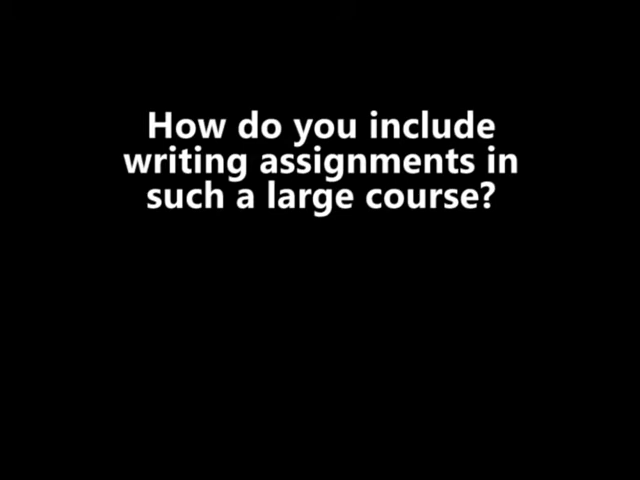 How do you include
writing assignments in
such a large course?